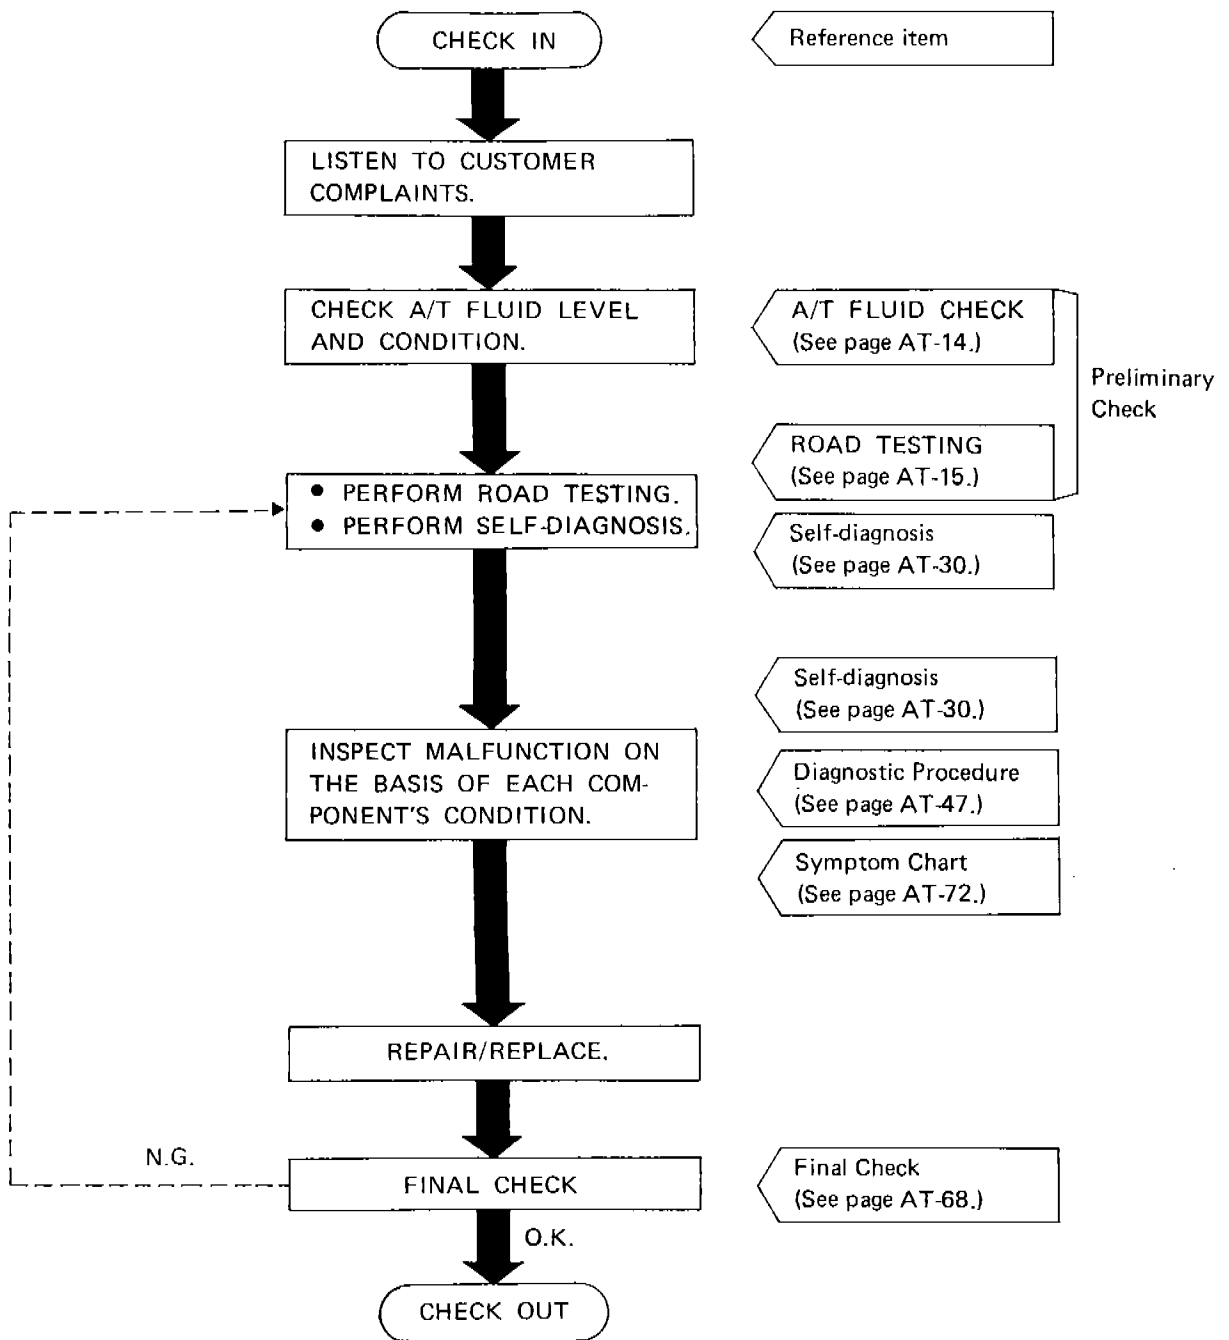 CHECK IN
Reference item
LISTEN TO CUSTOMER
COMPLAINTS.
CHECK A/T FLUID LEVEL
AND CONDITION.
A/T FLUID CHECK
(See page AT-14.)
Preliminary
Check
ROAD TESTING
(See page AT-15.)
● PERFORM ROAD TESTING.
● PERFORM SELF-DIAGNOSIS.
Self-diagnosis
(See page AT-30.)
Self-diagnosis
(See page AT-30.)
INSPECT MALFUNCTION ON
THE BASIS OF EACH COM-
PONENT'S CONDITION.
Diagnostic Procedure
(See page AT-47.)
Symptom Chart
(See page AT-72.)
REPAIR/REPLACE.
N.G.
FINAL CHECK
Final Check
(See page AT-68.)
O.K.
CHECK OUT